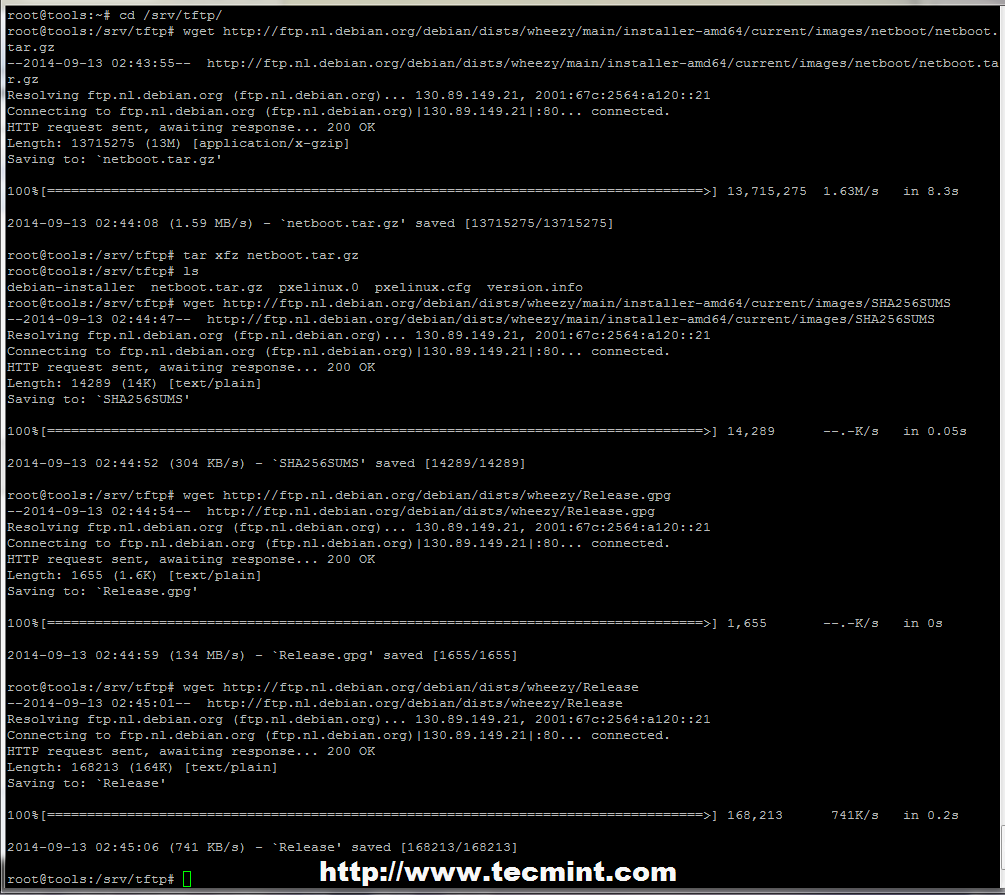 root@tools:~# cd /srv/tftp/
root@tools:/srv/tftp# wget http://ftp.nl.debian.org/debian/dists/wheezy/main/installer-amd64/current/images/netboot/netboot.
tar.gz
--2014-09-13 02:43:55--  http://ftp.nl.debian.org/debian/dists/wheezy/main/installer-amd64/current/images/netboot/netboot.ta
r.gz
Resolving ftp.nl.debian.org (ftp.nl.debian.org)... 130.89.149.21, 2001:67c:2564:a120::21
Connecting to ftp.nl.debian.org (ftp.nl.debian.org)|130.89.149.21|:80... connected.
HTTP request sent, awaiting response... 200 OK
Length: 13715275 (13M) [application/x-gzip]
Saving to: `netboot.tar.gz'

100%[==================================================================================>] 13,715,275  1.63M/s   in 8.3s

2014-09-13 02:44:08 (1.59 MB/s) - `netboot.tar.gz' saved [13715275/13715275]

root@tools:/srv/tftp# tar xfz netboot.tar.gz
root@tools:/srv/tftp# ls
debian-installer  netboot.tar.gz  pxelinux.0  pxelinux.cfg  version.info
root@tools:/srv/tftp# wget http://ftp.nl.debian.org/debian/dists/wheezy/main/installer-amd64/current/images/SHA256SUMS
--2014-09-13 02:44:47--  http://ftp.nl.debian.org/debian/dists/wheezy/main/installer-amd64/current/images/SHA256SUMS
Resolving ftp.nl.debian.org (ftp.nl.debian.org)... 130.89.149.21, 2001:67c:2564:a120::21
Connecting to ftp.nl.debian.org (ftp.nl.debian.org)|130.89.149.21|:80... connected.
HTTP request sent, awaiting response... 200 OK
Length: 14289 (14K) [text/plain]
Saving to: `SHA256SUMS'

100%[==================================================================================>] 14,289      --.-K/s   in 0.05s

2014-09-13 02:44:52 (304 KB/s) - `SHA256SUMS' saved [14289/14289]

root@tools:/srv/tftp# wget http://ftp.nl.debian.org/debian/dists/wheezy/Release.gpg
--2014-09-13 02:44:54--  http://ftp.nl.debian.org/debian/dists/wheezy/Release.gpg
Resolving ftp.nl.debian.org (ftp.nl.debian.org)... 130.89.149.21, 2001:67c:2564:a120::21
Connecting to ftp.nl.debian.org (ftp.nl.debian.org)|130.89.149.21|:80... connected.
HTTP request sent, awaiting response... 200 OK
Length: 1655 (1.6K) [text/plain]
Saving to: `Release.gpg'

100%[==================================================================================>] 1,655       --.-K/s   in 0s

2014-09-13 02:44:59 (134 MB/s) - `Release.gpg' saved [1655/1655]

root@tools:/srv/tftp# wget http://ftp.nl.debian.org/debian/dists/wheezy/Release
--2014-09-13 02:45:01--  http://ftp.nl.debian.org/debian/dists/wheezy/Release
Resolving ftp.nl.debian.org (ftp.nl.debian.org)... 130.89.149.21, 2001:67c:2564:a120::21
Connecting to ftp.nl.debian.org (ftp.nl.debian.org)|130.89.149.21|:80... connected.
HTTP request sent, awaiting response... 200 OK
Length: 168213 (164K) [text/plain]
Saving to: `Release'

100%[==================================================================================>] 168,213      741K/s   in 0.2s

2014-09-13 02:45:06 (741 KB/s) - `Release' saved [168213/168213]

http://www.tecmint.com
root@tools:/srv/tftp#